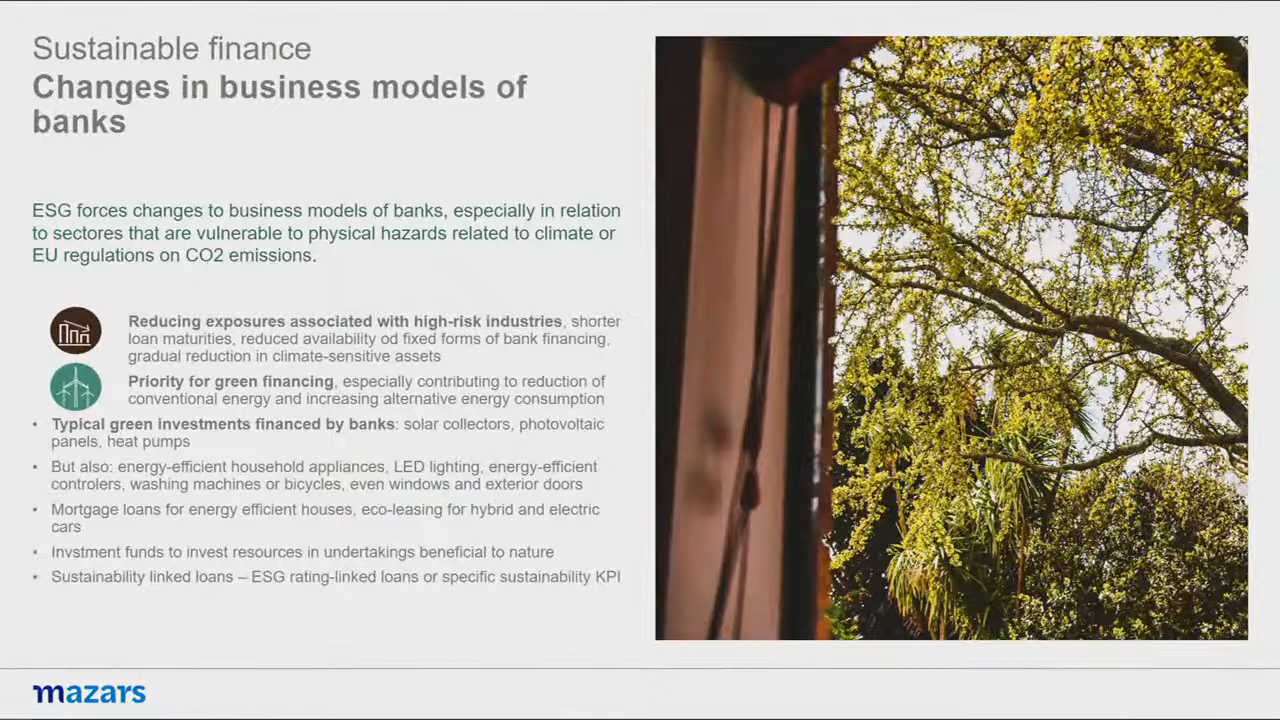 Sustainable finance
Changes in business models of
banks
ESG forces changes to business models of banks, especially in relation
to sectores that are vulnerable to physical hazards related to climate or
EU regulations on CO2 emissions.
Reducing exposures associated with high-risk industries, shorter
loan maturities, reduced availability od fixed forms of bank financing,
gradual reduction in climate-sensitive assets
Priority for green financing, especially contributing to reduction of
conventional energy and increasing alternative energy consumption
• Typical green investments financed by banks: solar collectors, photovoltaic
panels, heat pumps
• But also: energy-efficient household appliances, LED lighting, energy-efficient
controlers, washing machines or bicycles, even windows and exterior doors
• Mortgage loans for energy efficient houses, eco-leasing for hybrid and electric
cars
• Invstment funds to invest resources in undertakings beneficial to nature
• Sustainability linked loans – ESG rating-linked loans or specific sustainability KPI
mazars